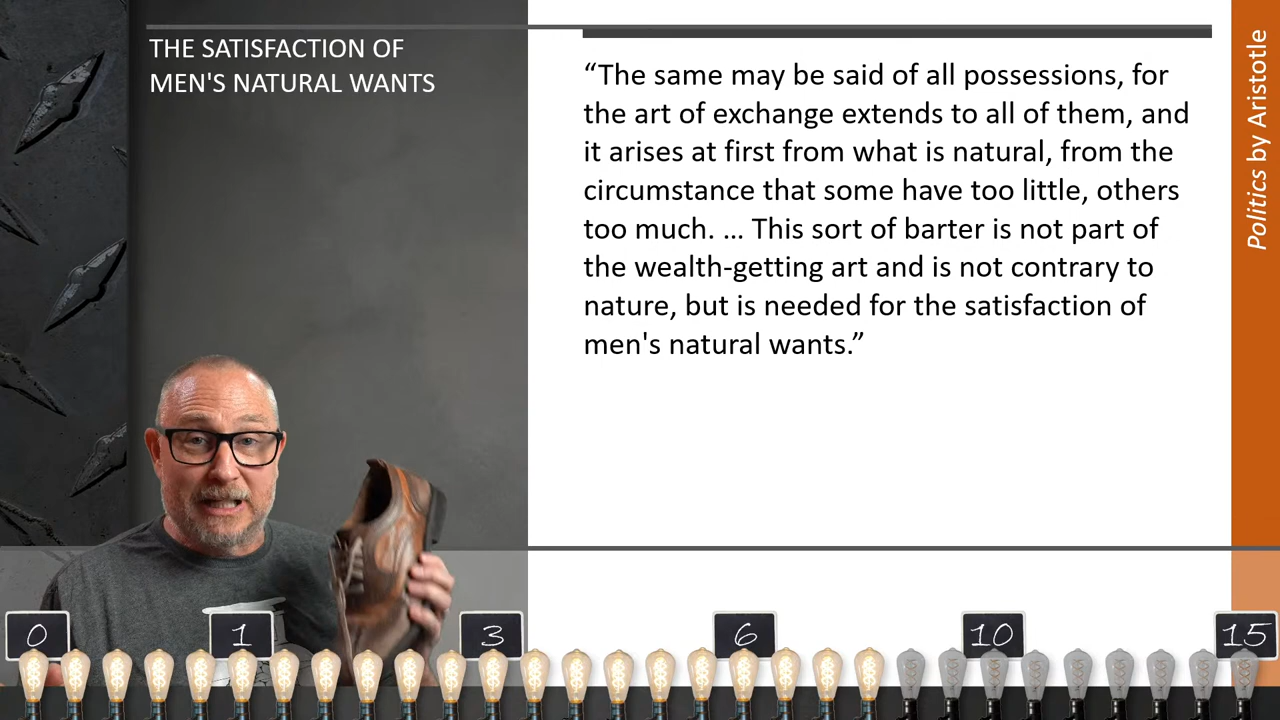 THE SATISFACTION OF
MEN'S NATURAL WANTS
“The same may be said of all possessions, for
the art of exchange extends to all of them, and
it arises at first from what is natural, from the
circumstance that some have too little, others
too much. … This sort of barter is not part of
the wealth-getting art and is not contrary to
nature, but is needed for the satisfaction of
men's natural wants.”
Politics by Aristotle
0
1
3
6
10
15